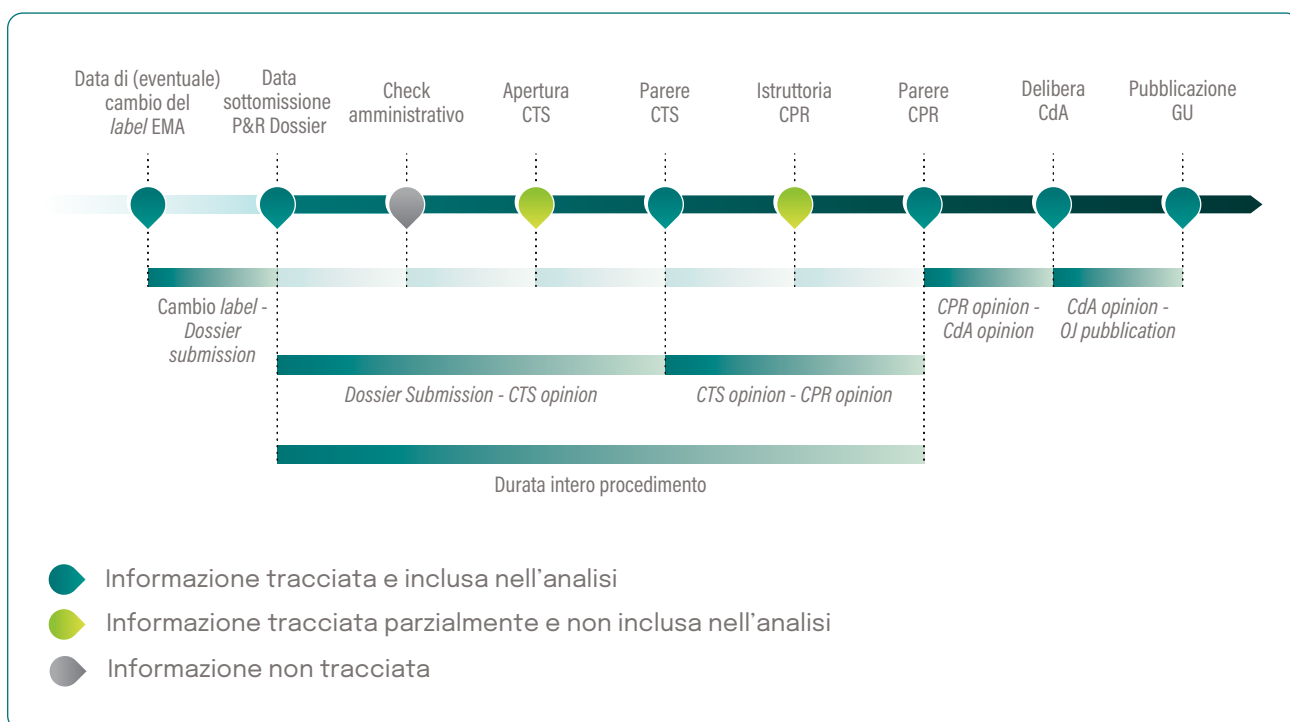 Data di (eventuale)
cambio del
label EMA
Data
sottomissione
P&R Dossier
Check
amministrativo
Apertura
CTS
Parere
CTS
Istruttoria
CPR
Parere
CPR
Delibera
CdA
Pubblicazione
GU
Cambio label -
Dossier
submission
CPR opinion -
CdA opinion
CdA opinion -
OJ pubblication
Dossier Submission - CTS opinion
CTS opinion - CPR opinion
Durata intero procedimento
Informazione tracciata e inclusa nell’analisi
Informazione tracciata parzialmente e non inclusa nell’analisi
Informazione non tracciata